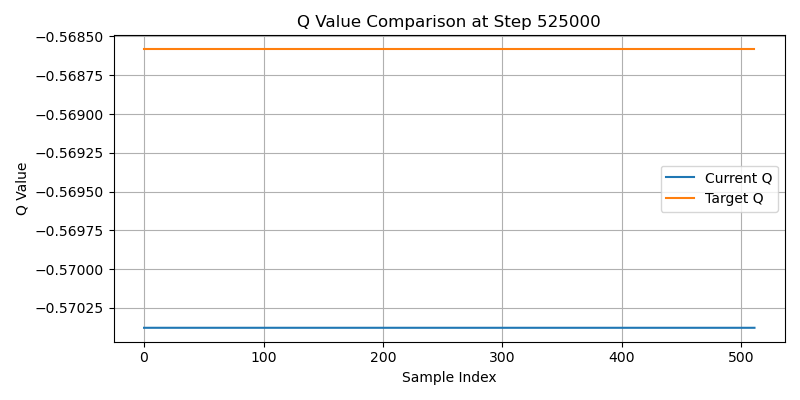 Q Value Comparison at Step 525000
−0.56850
−0.56875
−0.56900
−0.56925
−0.56950
−0.56975
−0.57000
−0.57025
Q Value
Current Q
Target Q
0 100 200 300 400 500
Sample Index